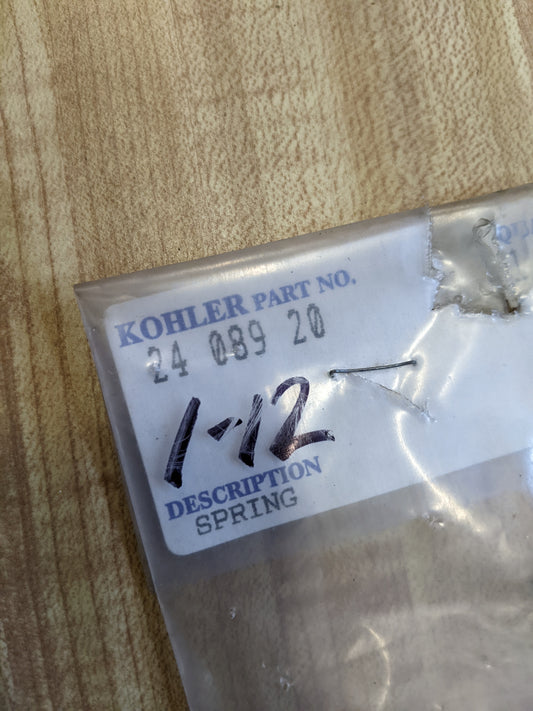 KOHLER PART NO.
24 089 20
1-12
DESCRIPTION
SPRING